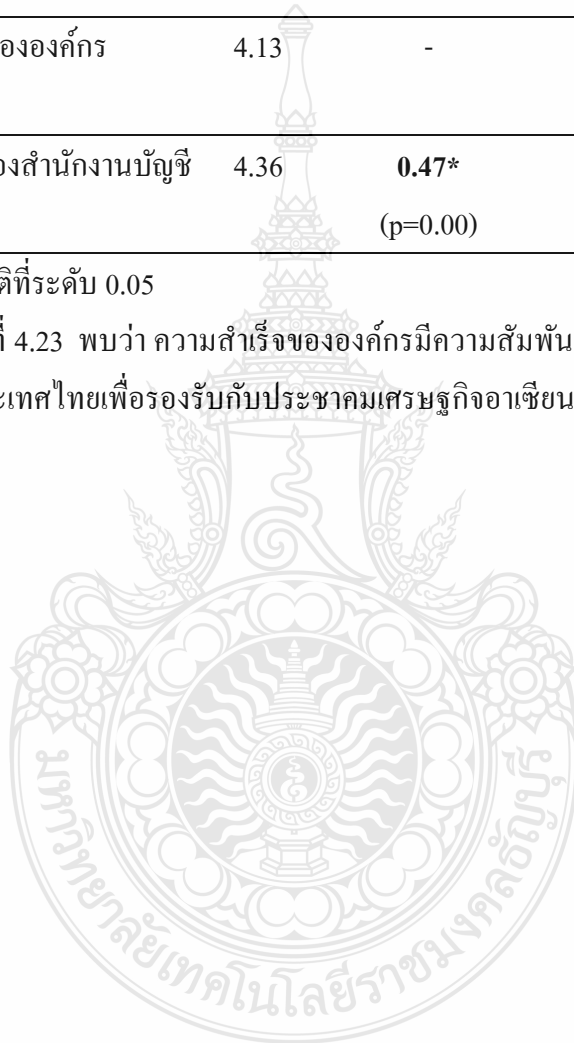 ององค์กร 4.13 -
องสำนักงานบัญชี 4.36 0.47*
(p=0.00)
ติที่ระดับ 0.05
ที่ 4.23 พบว่า ความสำเร็จขององค์กรมีความสัมพัน
ะเทศไทยเพื่อรองรับกับประชาคมเศรษฐกิจอาเซียน
มหาวิทยาลัยเทคโนโลยีราชมงคลธัญบุรี